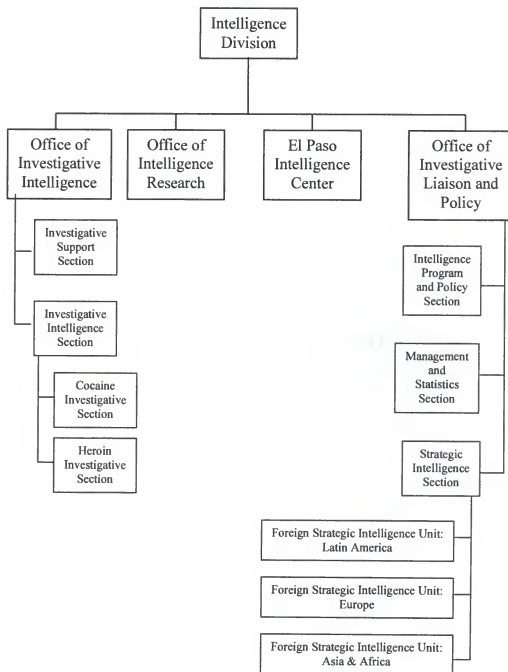 Intelligence
Division
Office of
Investigative
Intelligence
Office of
Intelligence
Research
El Paso
Intelligence
Center
Office of
Investigative
Liaison and
Policy
Investigative
Support
Section
Investigative
Intelligence
Section
Cocaine
Investigative
Section
Heroin
Investigative
Section
Intelligence
Program
and Policy
Section
Management
and
Statistics
Section
Strategic
Intelligence
Section
Foreign Strategic Intelligence Unit:
Latin America
Foreign Strategic Intelligence Unit:
Europe
Foreign Strategic Intelligence Unit:
Asia & Africa